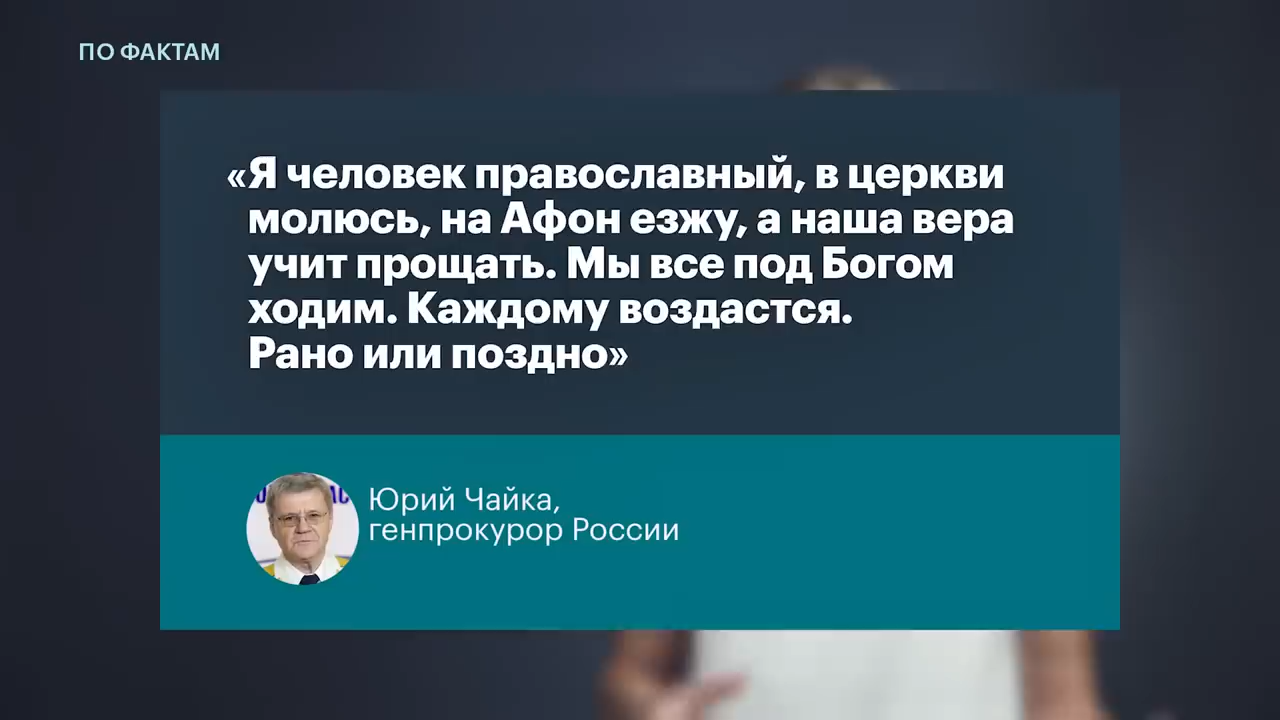 ПО ФАКТАМ
«Я человек православный, в церкви
молюсь, на Афон езжу, а наша вера
учит прощать. Мы все под Богом
ходим. Каждому воздастся.
Рано или поздно»
Юрий Чайка,
генпрокурор России